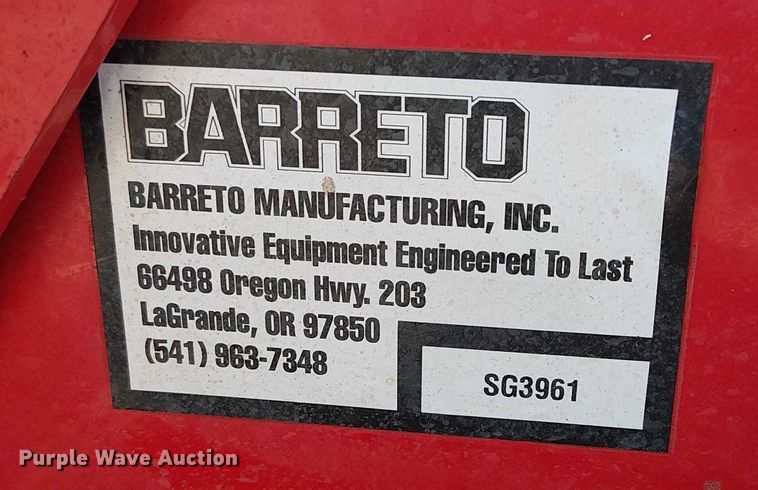 BARRETO
BARRETO MANUFACTURING, INC.
Innovative Equipment Engineered To Last
66498 Oregon Hwy. 203
LaGrande, OR 97850
(541) 963-7348
SG3961
Purple Wave Auction